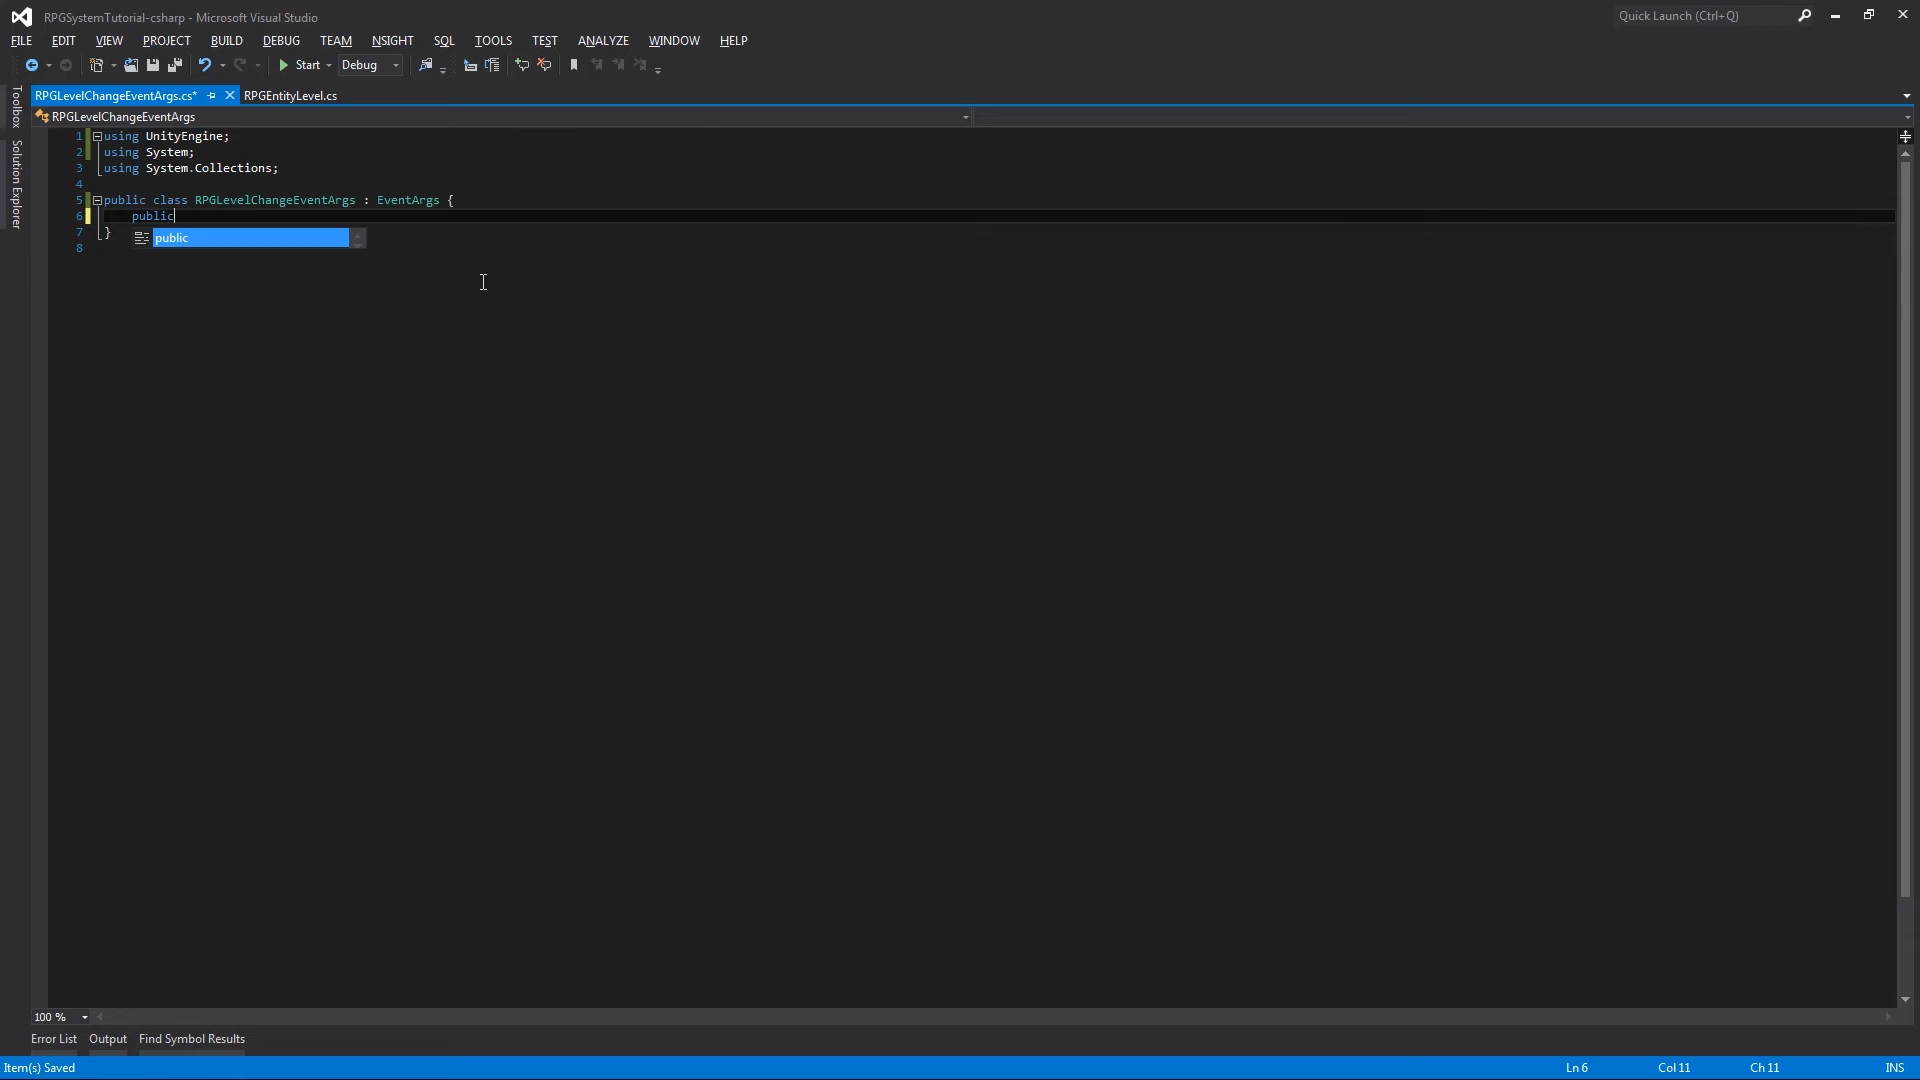 RPGSystemTutorial-csharp - Microsoft Visual Studio
Quick Launch (Ctrl+Q)
FILE EDIT VIEW PROJECT BUILD DEBUG TEAM NSIGHT SQL TOOLS TEST ANALYZE WINDOW HELP
Start Debug
Toolbox
Solution Explorer
RPGLevelChangeEventArgs.cs* RPGEntityLevel.cs
RPGLevelChangeEventArgs
1 using UnityEngine;
2 using System;
3 using System.Collections;
4
5 public class RPGLevelChangeEventArgs : EventArgs {
6 public
7 }
public
8
100 %
Error List Output Find Symbol Results
Item(s) Saved Ln 6 Col 11 Ch 11 INS